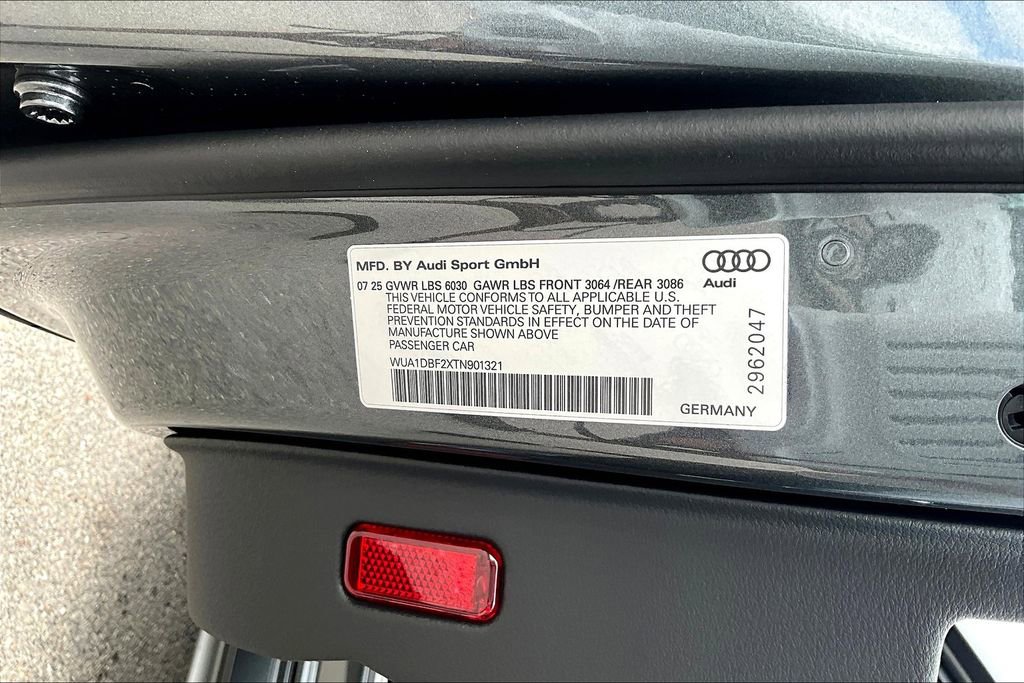 MFD. BY Audi Sport GmbH
Audi
07 25 GVWR LBS 6030 GAWR LBS FRONT 3064 /REAR 3086
THIS VEHICLE CONFORMS TO ALL APPLICABLE U.S.
FEDERAL MOTOR VEHICLE SAFETY, BUMPER AND THEFT
PREVENTION STANDARDS IN EFFECT ON THE DATE OF
MANUFACTURE SHOWN ABOVE
PASSENGER CAR
WUA1DBF2XTN901321
2962047
GERMANY